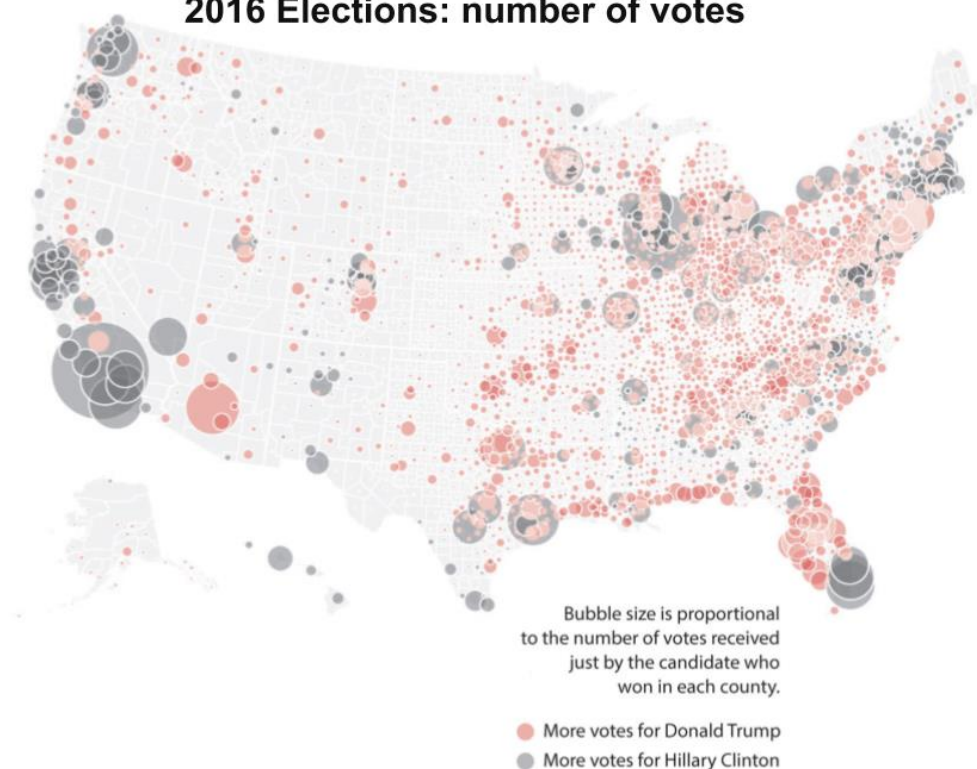 2016 Elections: number of votes
Bubble size is proportional
to the number of votes received
just by the candidate who
won in each county.
More votes for Donald Trump
More votes for Hillary Clinton